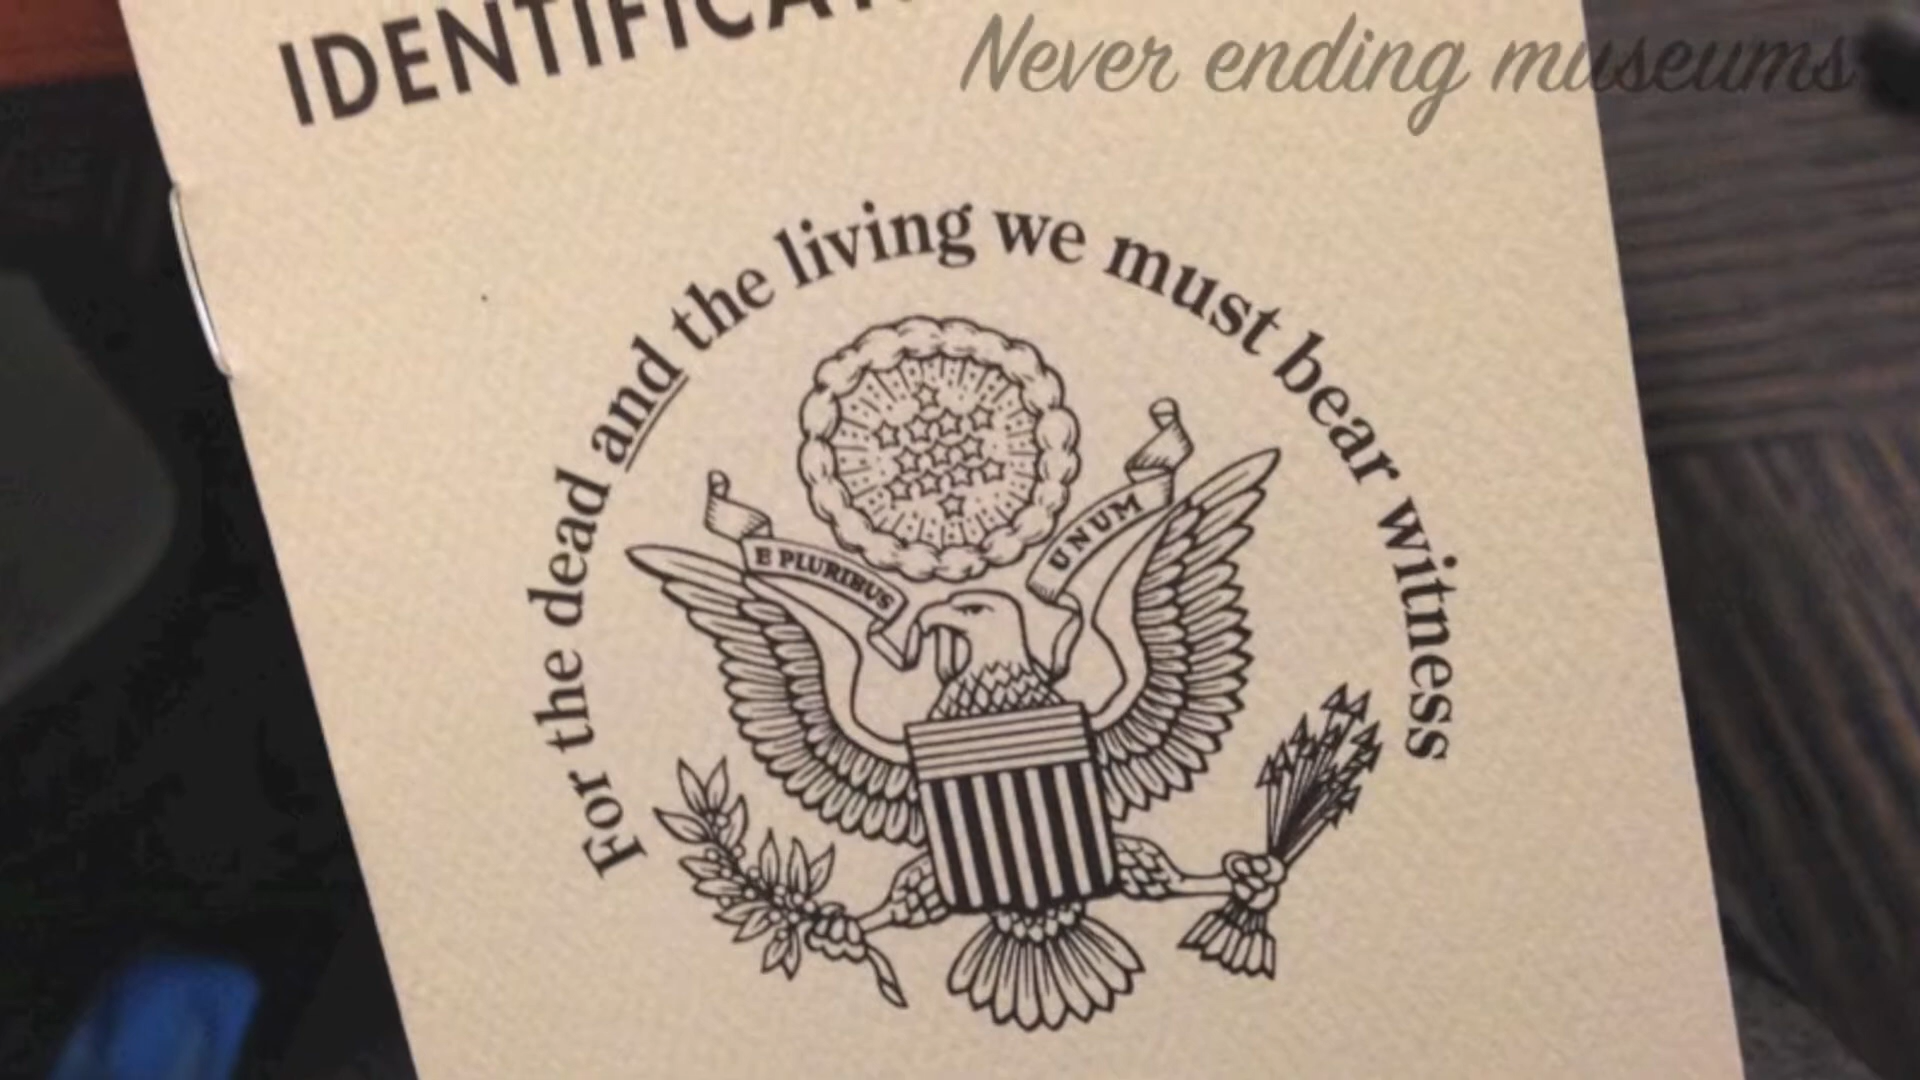 IDENTIFICA
Never ending museums
For the dead and the living we must bear witness
E PLURIBUS
UNUM